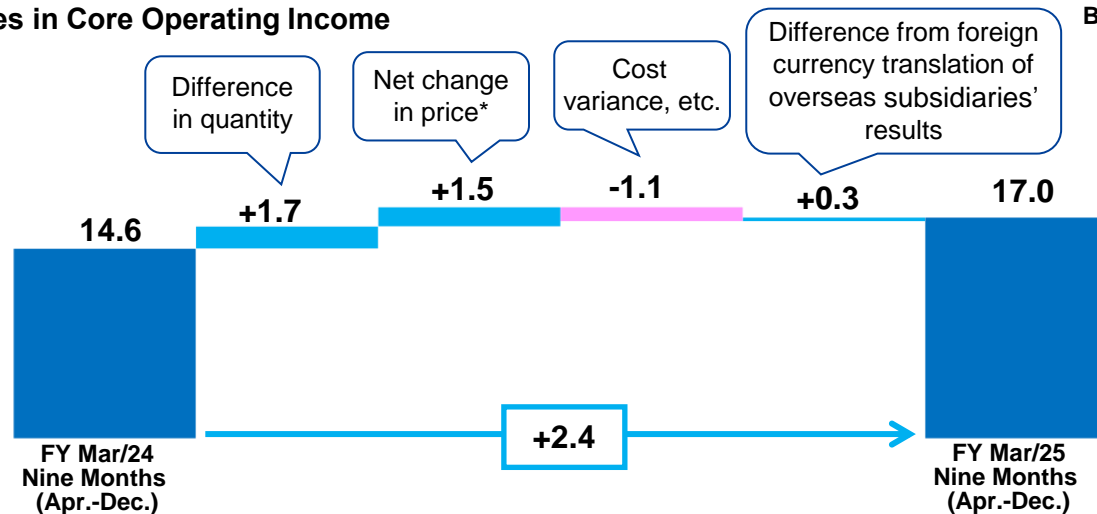 es in Core Operating Income
B
Difference
in quantity
Net change
in price*
Cost
variance, etc.
Difference from foreign
currency translation of
overseas subsidiaries’
results
14.6
+1.7
+1.5
-1.1
+0.3
17.0
+2.4
FY Mar/24
Nine Months
(Apr.-Dec.)
FY Mar/25
Nine Months
(Apr.-Dec.)